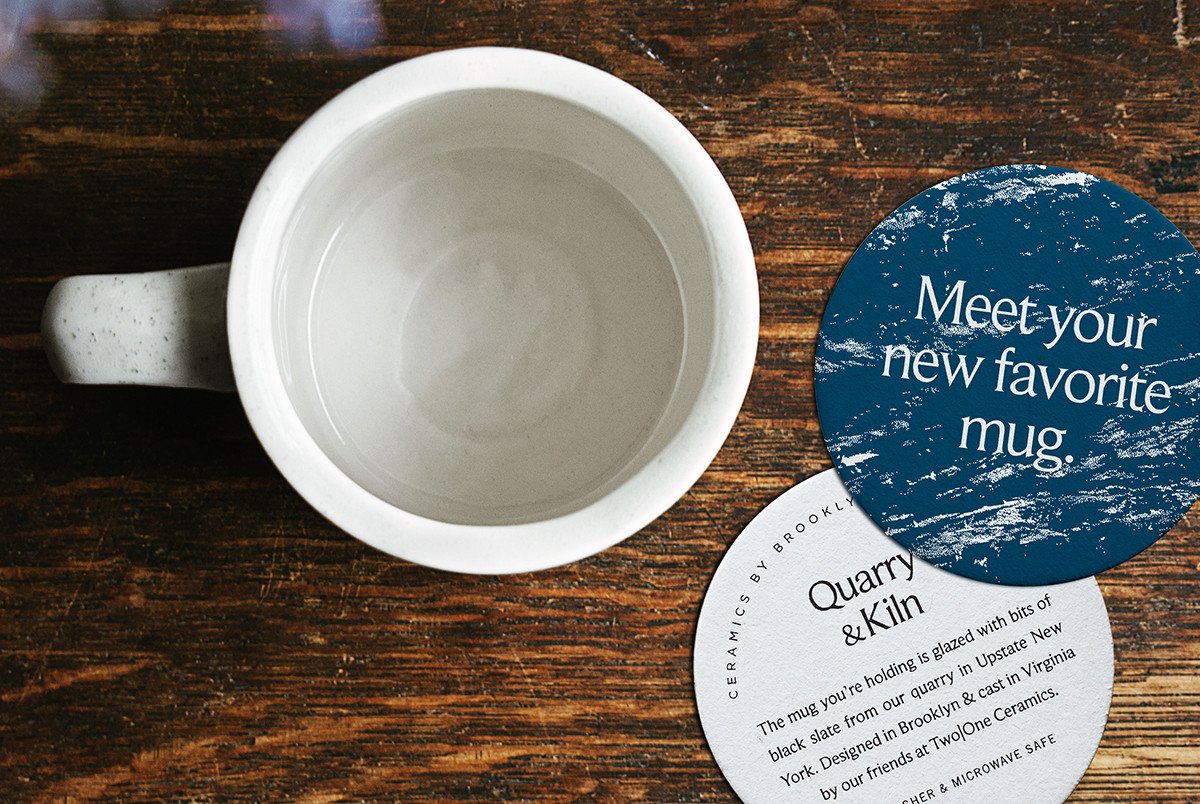 Meet your
new favorite
mug.
CERAMICS BY
Quarry
&Kiln
The mug you're holding is glazed with bits of
black slate from our quarry in Upstate New
York. Designed in Brooklyn & cast in Virginia
by our friends at Two|One Ceramics.
& MICROWAVE SAFE